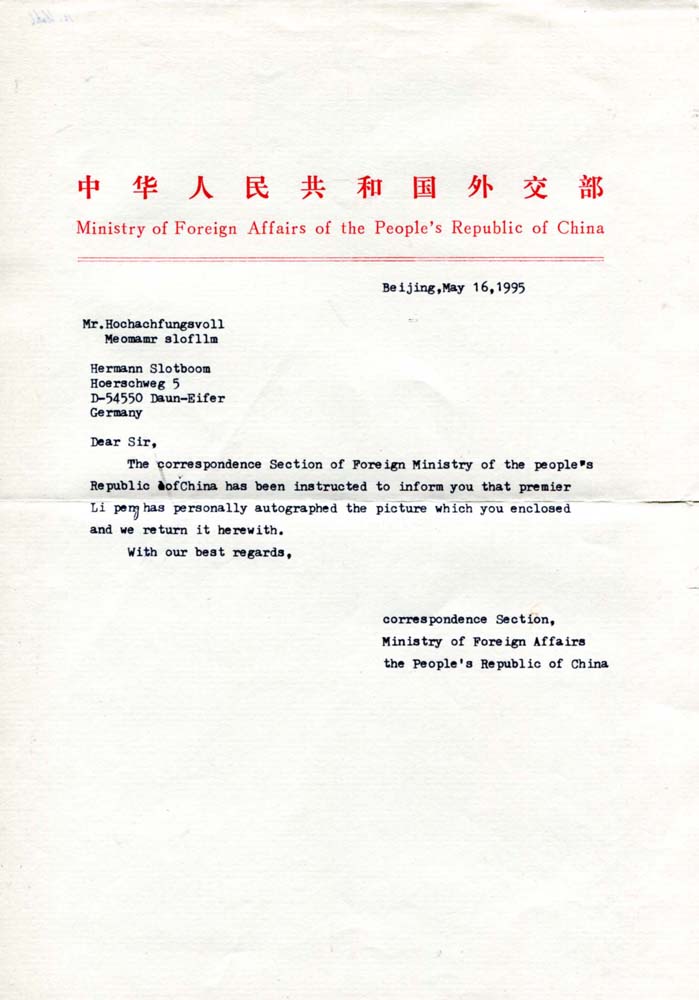 中华人民共和国外交部
Ministry of Foreign Affairs of the People's Republic of China
Beijing,May 16,1995
Mr.Hochachfungsvoll
Meomamr slofllm
Hermann Slotboom
Hoerschweg 5
D-54550 Daun-Eifer
Germany
Dear Sir,
The correspondence Section of Foreign Ministry of the people"s
Republic of China has been instructed to inform you that premier
Li peng has personally autographed the picture which you enclosed
and we return it herewith.
With our best regards,
correspondence Section,
Ministry of Foreign Affairs
the People's Republic of China